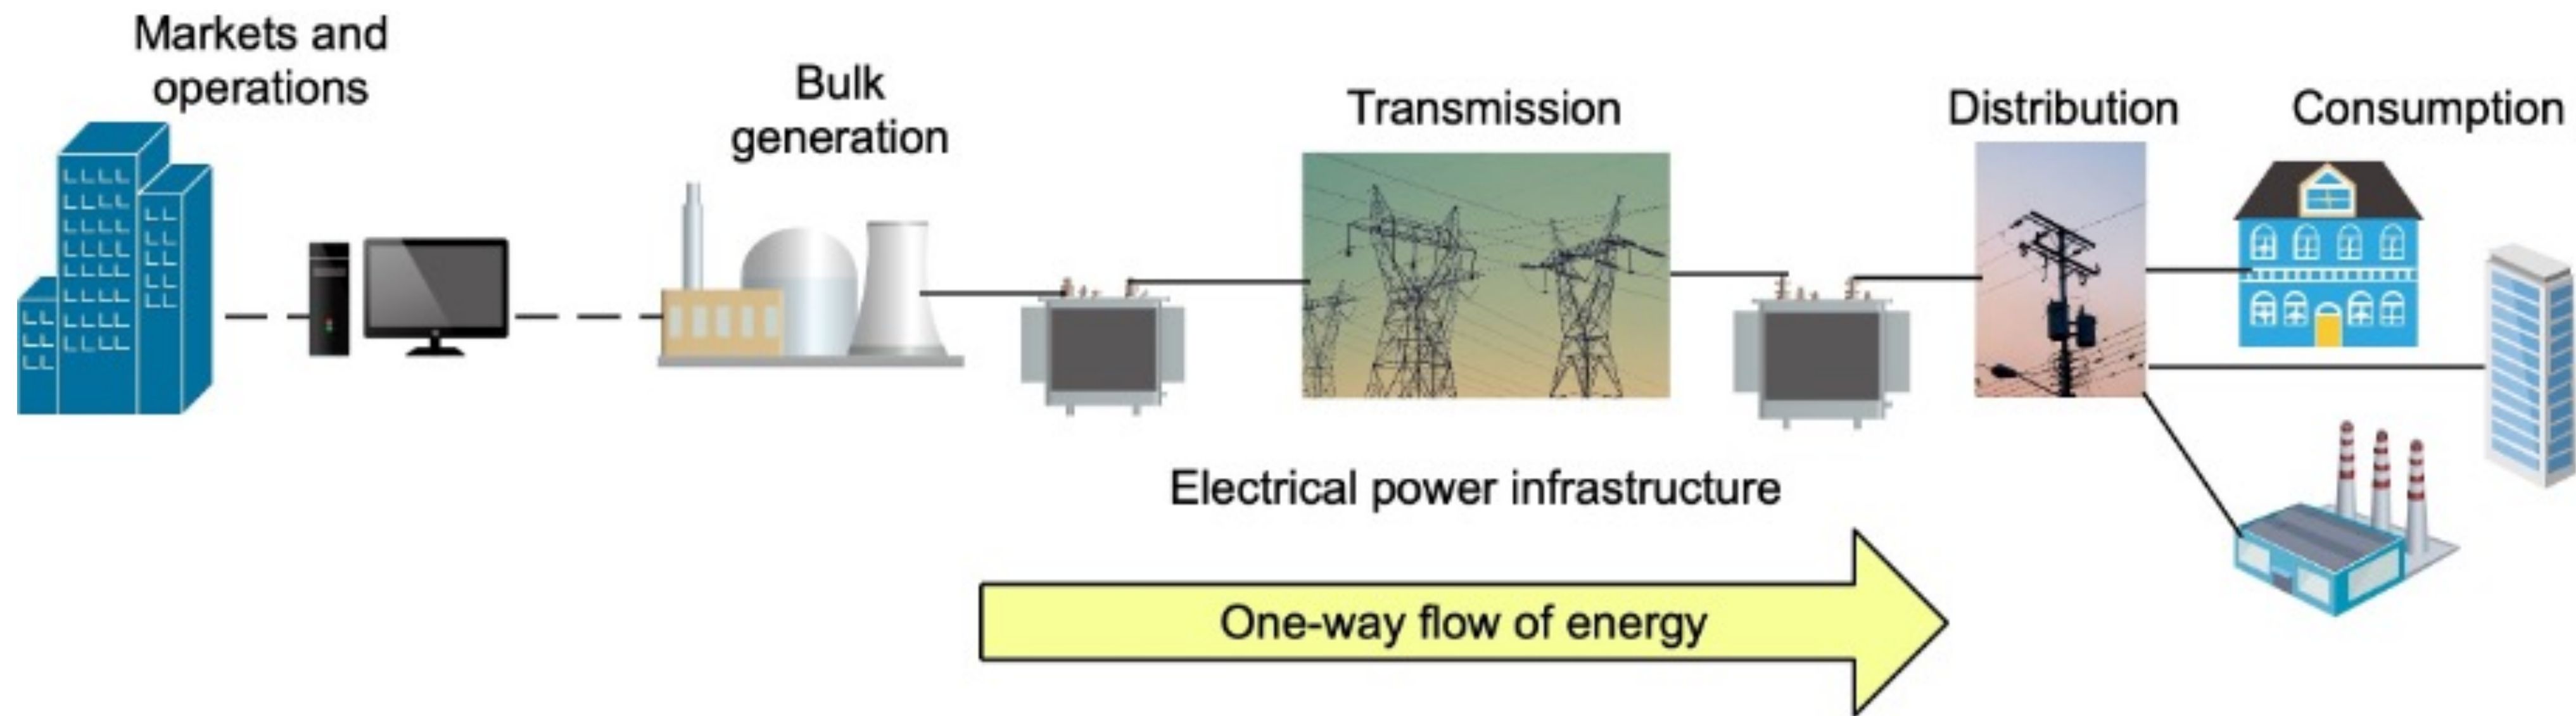 Markets and
operations
Bulk
generation
Transmission
Distribution
Consumption
Electrical power infrastructure
One-way flow of energy